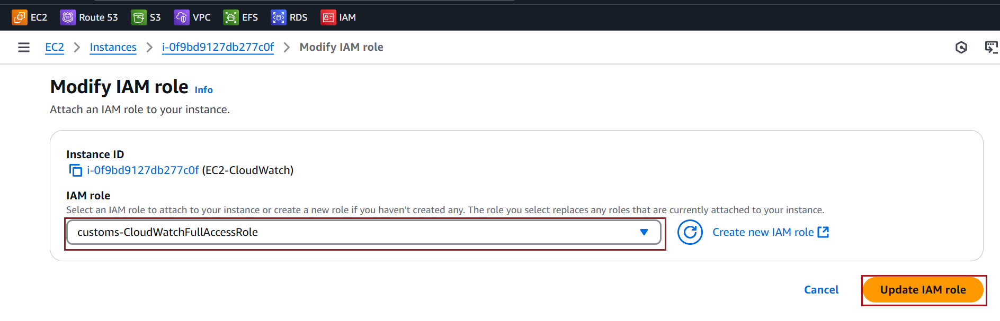 EC2 Route 53 S3 VPC EFS RDS IAM
EC2 Instances i-0f9bd9127db277c0f Modify IAM role
Modify IAM role Info
Attach an IAM role to your instance.
Instance ID
i-0f9bd9127db277c0f (EC2-CloudWatch)
IAM role
Select an IAM role to attach to your instance or create a new role if you haven't created any. The role you select replaces any roles that are currently attached to your instance.
customs-CloudWatchFullAccessRole
Create new IAM role
Cancel Update IAM role